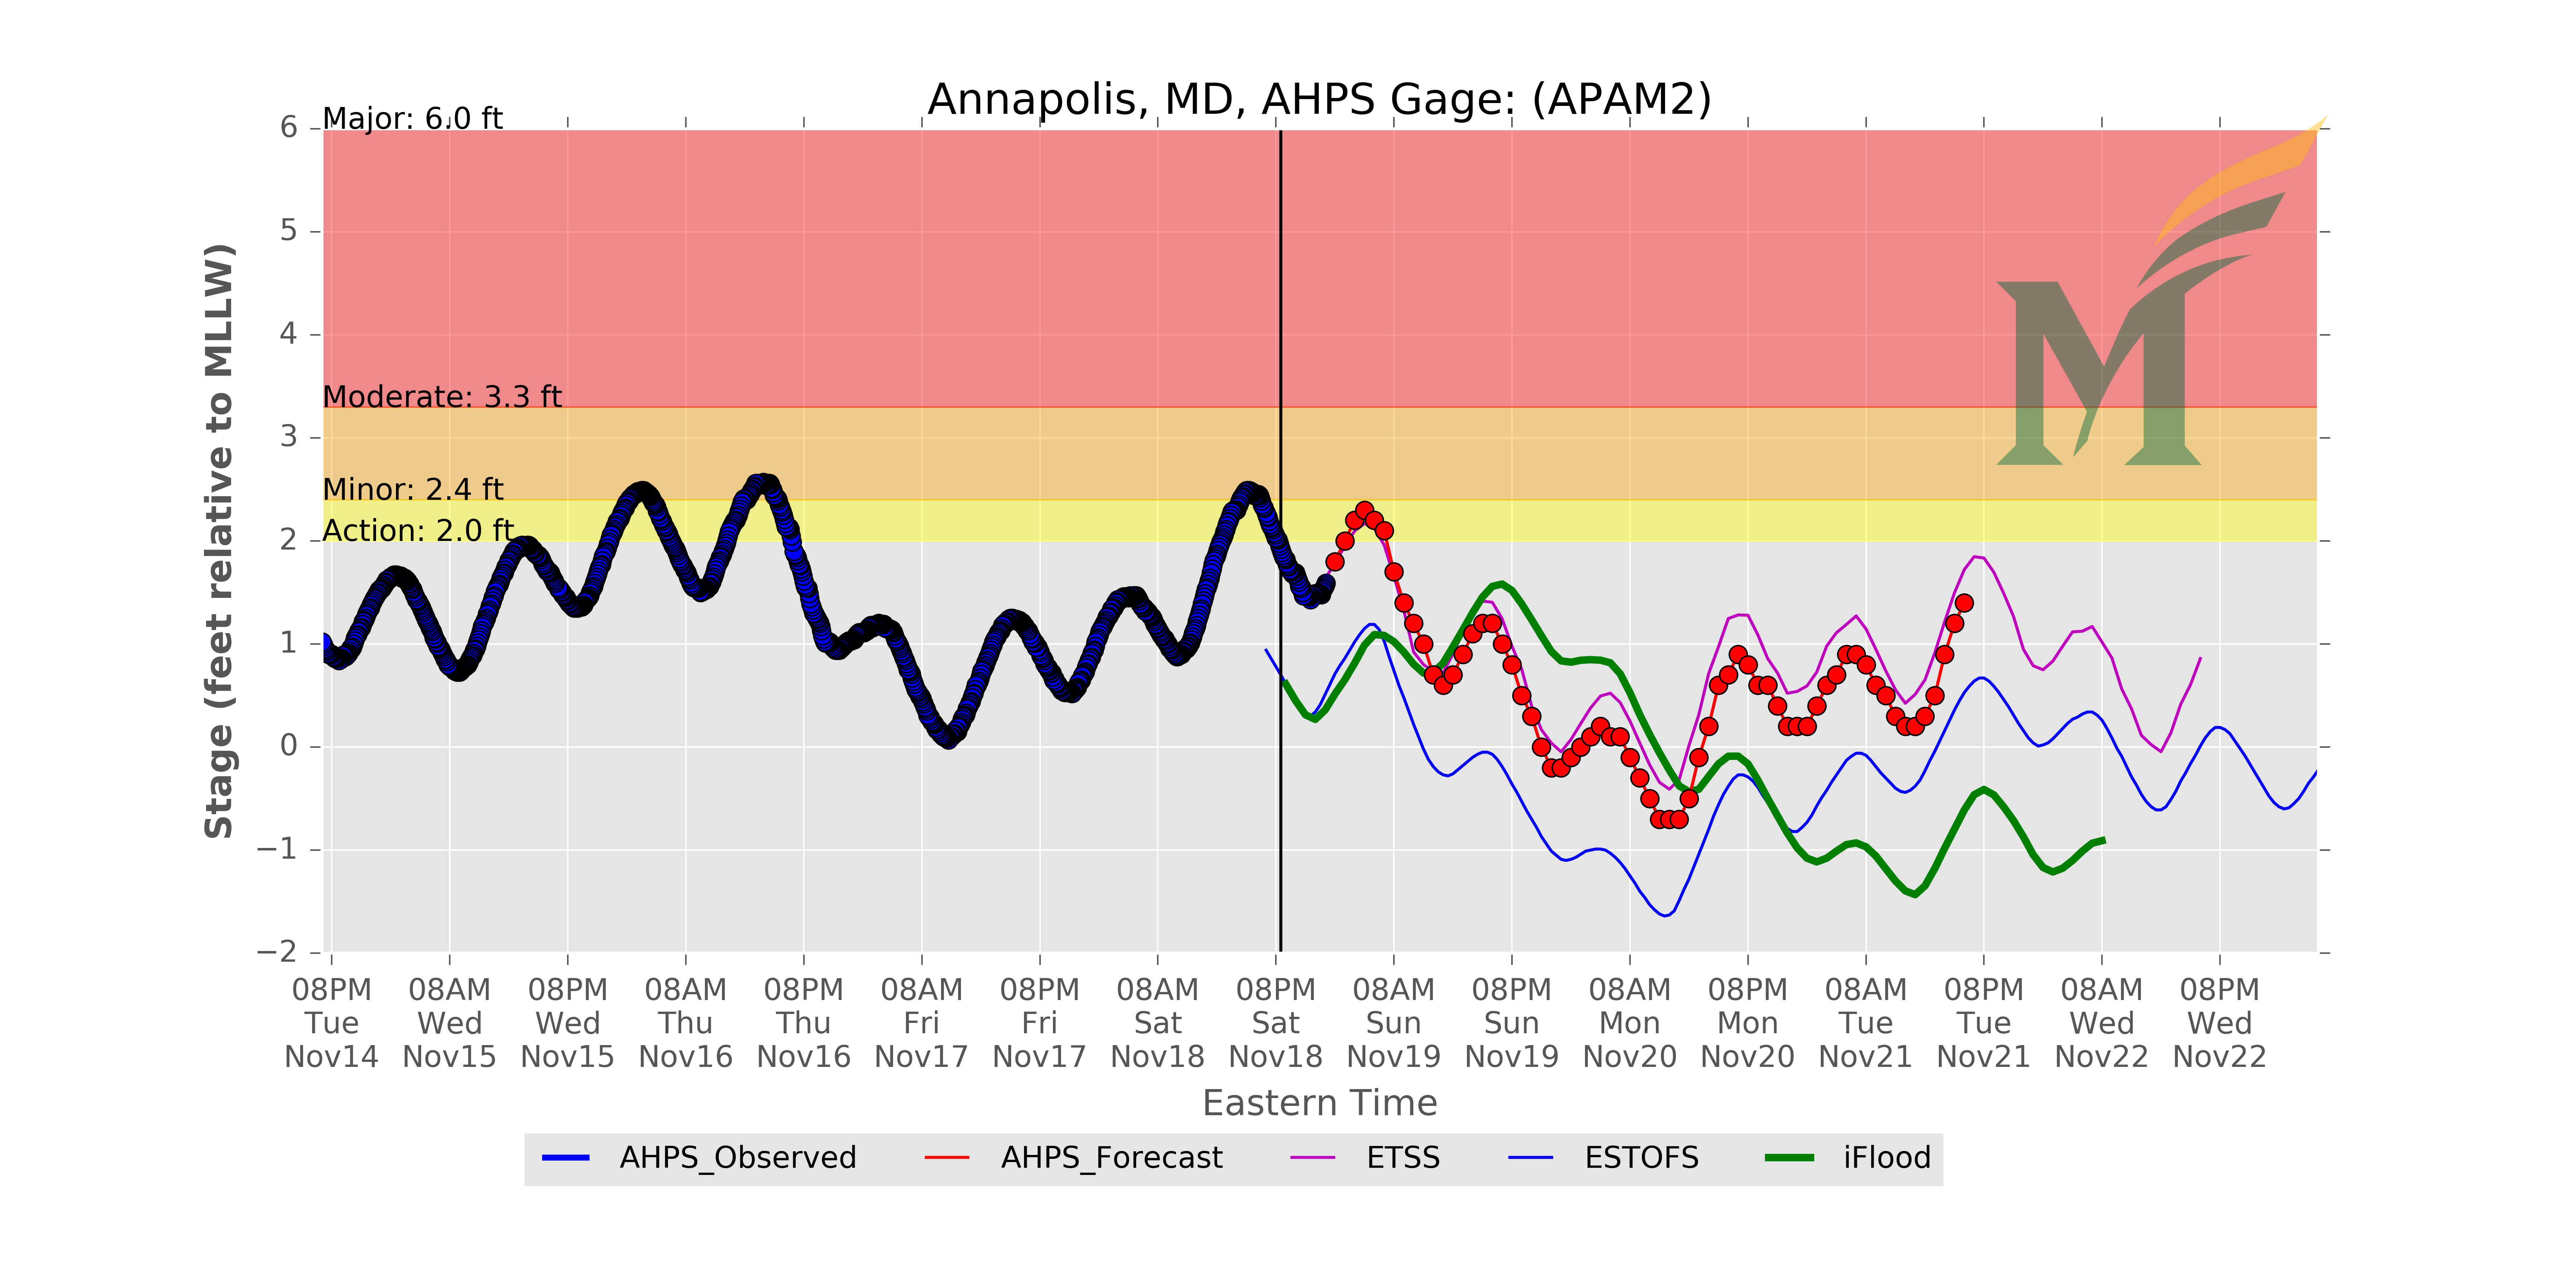 Annapolis, MD, AHPS Gage: (APAM2)
Major: 6.0 ft
Moderate: 3.3 ft
Minor: 2.4 ft
Action: 2.0 ft
Stage (feet relative to MLLW)
6
5
4
3
2
1
0
−1
−2
08PM 08AM 08PM 08AM 08PM 08AM 08PM 08AM 08PM 08AM 08PM 08AM 08PM 08AM 08PM 08AM 08PM
Tue Wed Wed Thu Thu Fri Fri Sat Sat Sun Sun Mon Mon Tue Tue Wed Wed
Nov14 Nov15 Nov15 Nov16 Nov16 Nov17 Nov17 Nov18 Nov18 Nov19 Nov19 Nov20 Nov20 Nov21 Nov21 Nov22 Nov22
Eastern Time
AHPS_Observed AHPS_Forecast ETSS ESTOFS iFlood
M